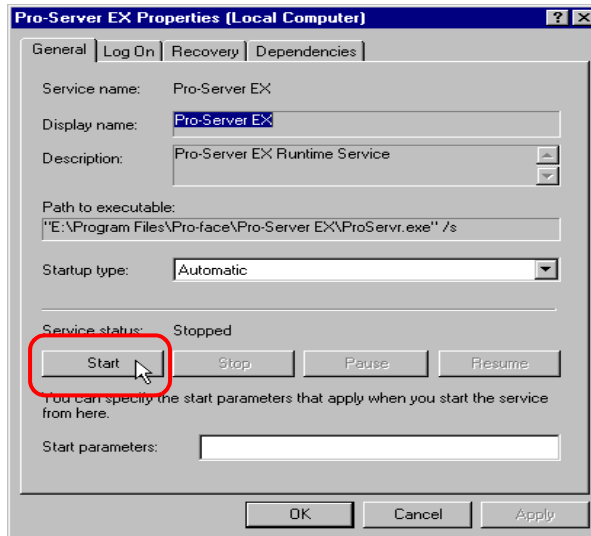 Pro-Server EX Properties (Local Computer)
General Log On Recovery Dependencies
Service name: Pro-Server EX
Display name: Pro-Server EX
Description: Pro-Server EX Runtime Service
Path to executable:
"E:\Program Files\Pro-face\Pro-Server EX\ProServr.exe" /s
Startup type: Automatic
Service status: Stopped
Start Stop Pause Resume
You can specify the start parameters that apply when you start the service
from here.
Start parameters:
OK Cancel Apply